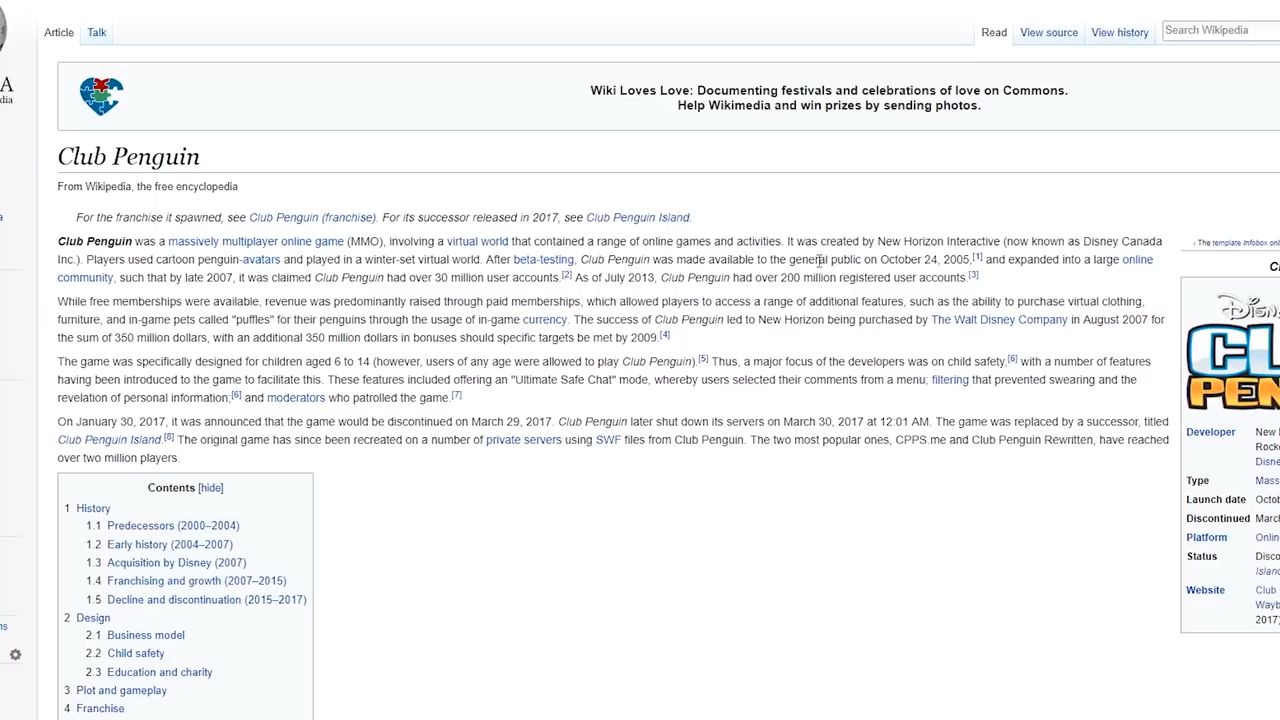 A
dia
Article Talk Read View source View history Search Wikipedia
Wiki Loves Love: Documenting festivals and celebrations of love on Commons.
Help Wikimedia and win prizes by sending photos.
Club Penguin
From Wikipedia, the free encyclopedia
For the franchise it spawned, see Club Penguin (franchise). For its successor released in 2017, see Club Penguin Island.
Club Penguin was a massively multiplayer online game (MMO), involving a virtual world that contained a range of online games and activities. It was created by New Horizon Interactive (now known as Disney Canada
Inc.). Players used cartoon penguin-avatars and played in a winter-set virtual world. After beta-testing, Club Penguin was made available to the general public on October 24, 2005,[1] and expanded into a large online
community, such that by late 2007, it was claimed Club Penguin had over 30 million user accounts.[2] As of July 2013, Club Penguin had over 200 million registered user accounts.[3]
While free memberships were available, revenue was predominantly raised through paid memberships, which allowed players to access a range of additional features, such as the ability to purchase virtual clothing,
furniture, and in-game pets called "puffles" for their penguins through the usage of in-game currency. The success of Club Penguin led to New Horizon being purchased by The Walt Disney Company in August 2007 for
the sum of 350 million dollars, with an additional 350 million dollars in bonuses should specific targets be met by 2009.[4]
The game was specifically designed for children aged 6 to 14 (however, users of any age were allowed to play Club Penguin).[5] Thus, a major focus of the developers was on child safety,[6] with a number of features
having been introduced to the game to facilitate this. These features included offering an "Ultimate Safe Chat" mode, whereby users selected their comments from a menu; filtering that prevented swearing and the
revelation of personal information;[6] and moderators who patrolled the game.[7]
On January 30, 2017, it was announced that the game would be discontinued on March 29, 2017. Club Penguin later shut down its servers on March 30, 2017 at 12:01 AM. The game was replaced by a successor, titled
Club Penguin Island.[8] The original game has since been recreated on a number of private servers using SWF files from Club Penguin. The two most popular ones, CPPS.me and Club Penguin Rewritten, have reached
over two million players.
Contents [hide]
1 History
1.1 Predecessors (2000–2004)
1.2 Early history (2004–2007)
1.3 Acquisition by Disney (2007)
1.4 Franchising and growth (2007–2015)
1.5 Decline and discontinuation (2015–2017)
2 Design
2.1 Business model
2.2 Child safety
2.3 Education and charity
3 Plot and gameplay
4 Franchise
The template Infobox onl
Cl
Disn
CL
PEN
Developer New
Rock
Disne
Type Mass
Launch date Octo
Discontinued Marc
Platform Onlin
Status Disco
Island
Website Club
Wayb
2017)
ns